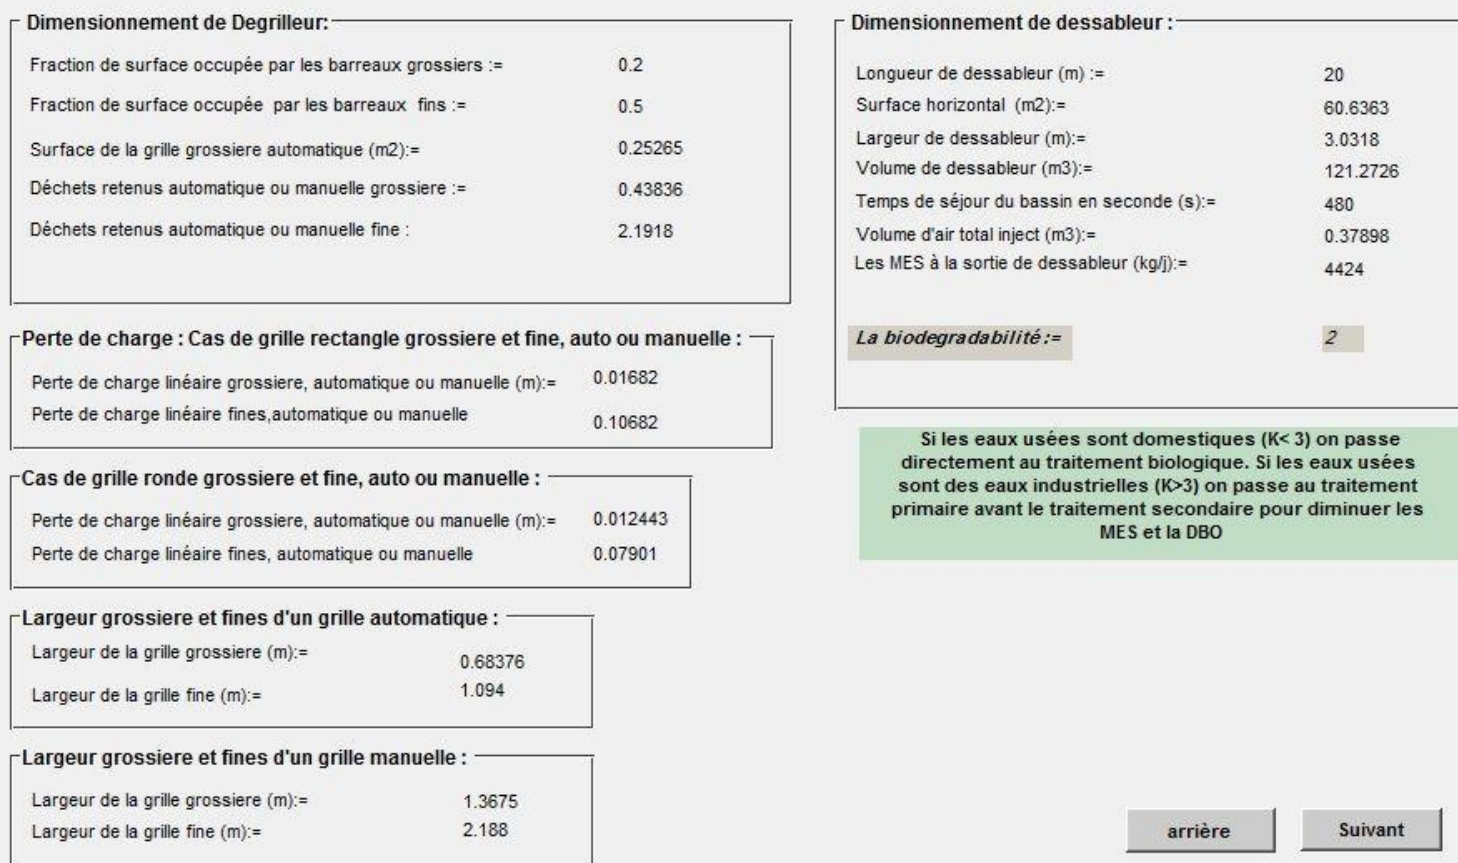 Dimensionnement de Degrilleur:
Fraction de surface occupée par les barreaux grossiers := 0.2
Fraction de surface occupée par les barreaux fins := 0.5
Surface de la grille grossiere automatique (m2):= 0.25265
Déchets retenus automatique ou manuelle grossiere := 0.43836
Déchets retenus automatique ou manuelle fine : 2.1918
Perte de charge : Cas de grille rectangle grossiere et fine, auto ou manuelle :
Perte de charge linéaire grossiere, automatique ou manuelle (m):= 0.01682
Perte de charge linéaire fines,automatique ou manuelle 0.10682
Cas de grille ronde grossiere et fine, auto ou manuelle :
Perte de charge linéaire grossiere, automatique ou manuelle (m):= 0.012443
Perte de charge linéaire fines, automatique ou manuelle 0.07901
Largeur grossiere et fines d'un grille automatique :
Largeur de la grille grossiere (m):= 0.68376
Largeur de la grille fine (m):= 1.094
Largeur grossiere et fines d'un grille manuelle :
Largeur de la grille grossiere (m):= 1.3675
Largeur de la grille fine (m):= 2.188
Dimensionnement de dessableur :
Longueur de dessableur (m) := 20
Surface horizontal (m2):= 60.6363
Largeur de dessableur (m):= 3.0318
Volume de dessableur (m3):= 121.2726
Temps de séjour du bassin en seconde (s):= 480
Volume d'air total inject (m3):= 0.37898
Les MES à la sortie de dessableur (kg/j):= 4424
La biodegradabilité := 2
Si les eaux usées sont domestiques (K< 3) on passe
directement au traitement biologique. Si les eaux usées
sont des eaux industrielles (K>3) on passe au traitement
primaire avant le traitement secondaire pour diminuer les
MES et la DBO
arrière
Suivant